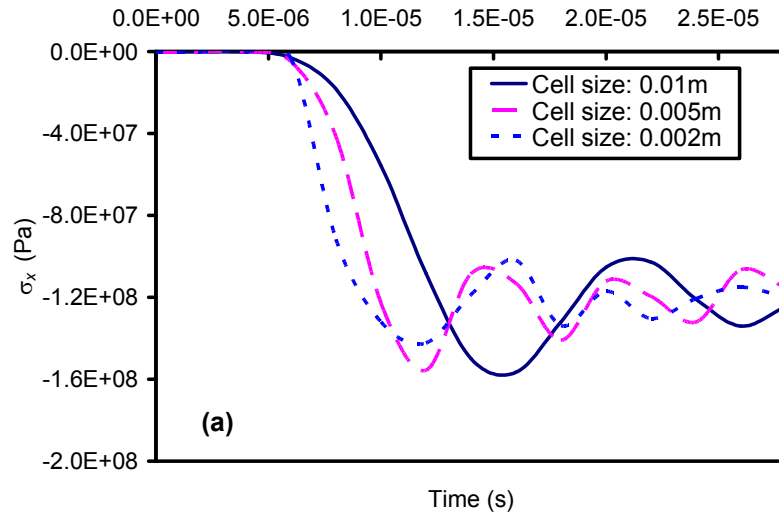 0.0E+00 5.0E-06 1.0E-05 1.5E-05 2.0E-05 2.5E-05
0.0E+00
-4.0E+07
-8.0E+07
-1.2E+08
-1.6E+08
-2.0E+08
σx (Pa)
Cell size: 0.01m
Cell size: 0.005m
Cell size: 0.002m
(a)
Time (s)